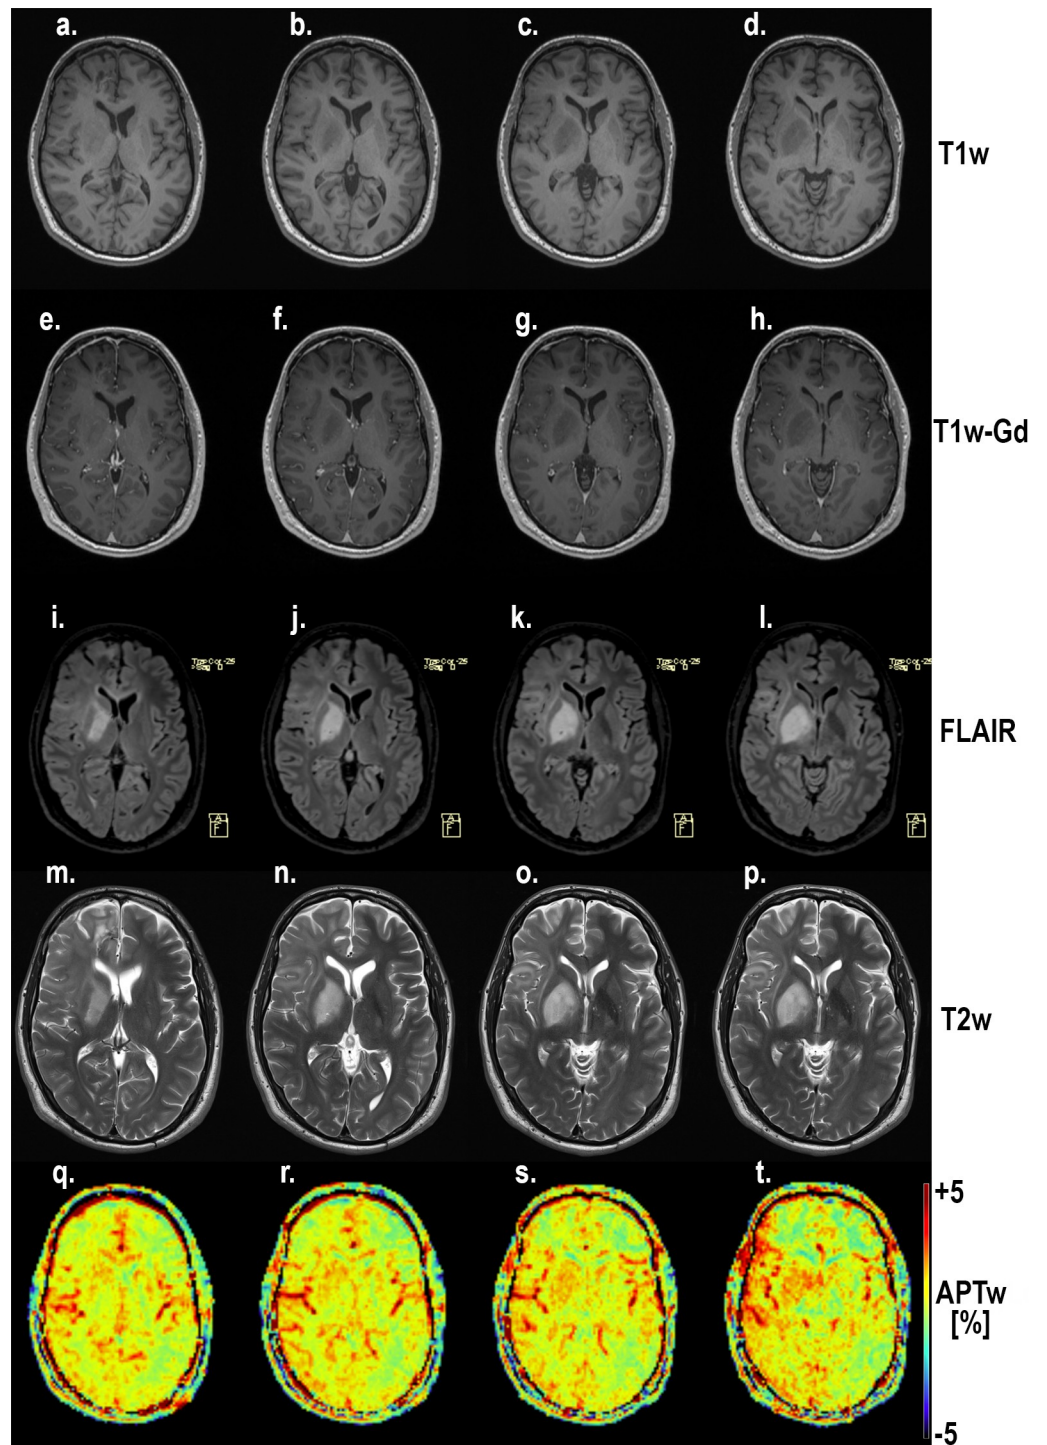 a. b. c. d.
T1w
e. f. g. h.
T1w-Gd
i. j. k. l.
FLAIR
m. n. o. p.
T2w
q. r. s. t.
+5
APTw
[%]
-5
A
F
A
F
A
F
A
F